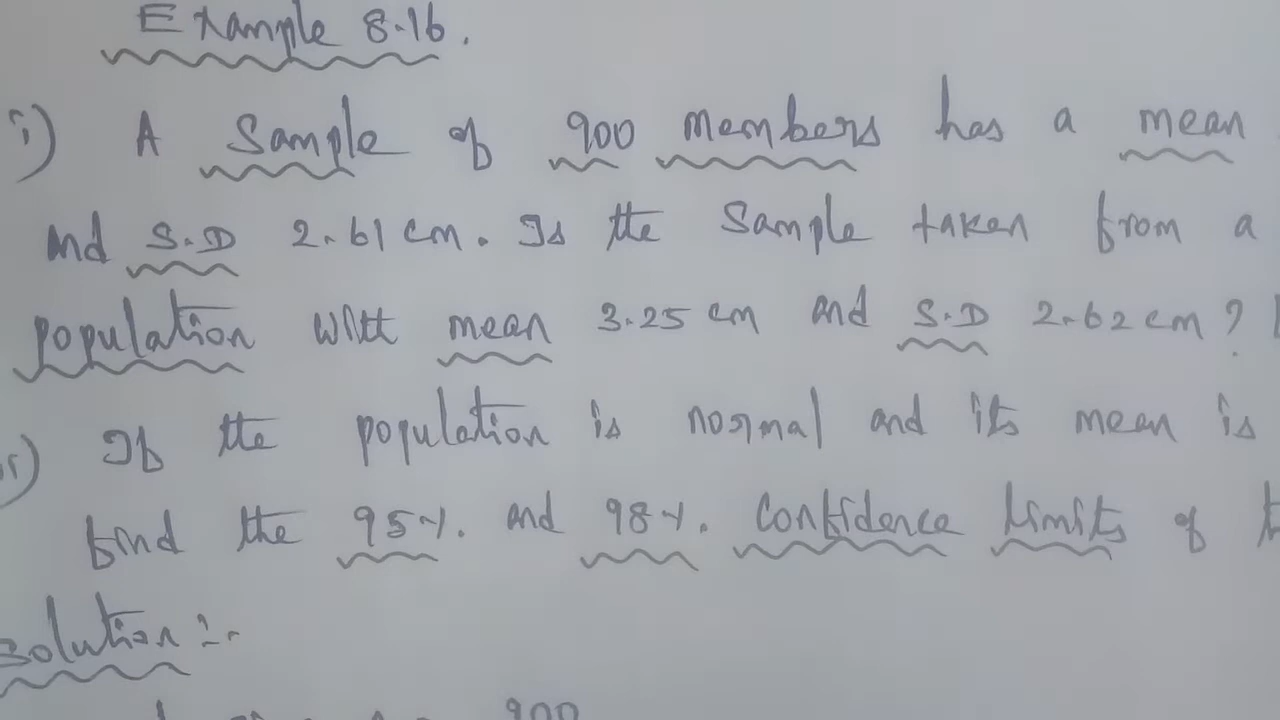 Example 8.16.
i) A Sample of 900 members has a mean
and S.D 2.61 cm. Is the Sample taken from a
population with mean 3.25 cm and S.D 2.62 cm?
If the population is normal and its mean is
find the 95%. and 98%. Confidence limits of
Solution :-
900